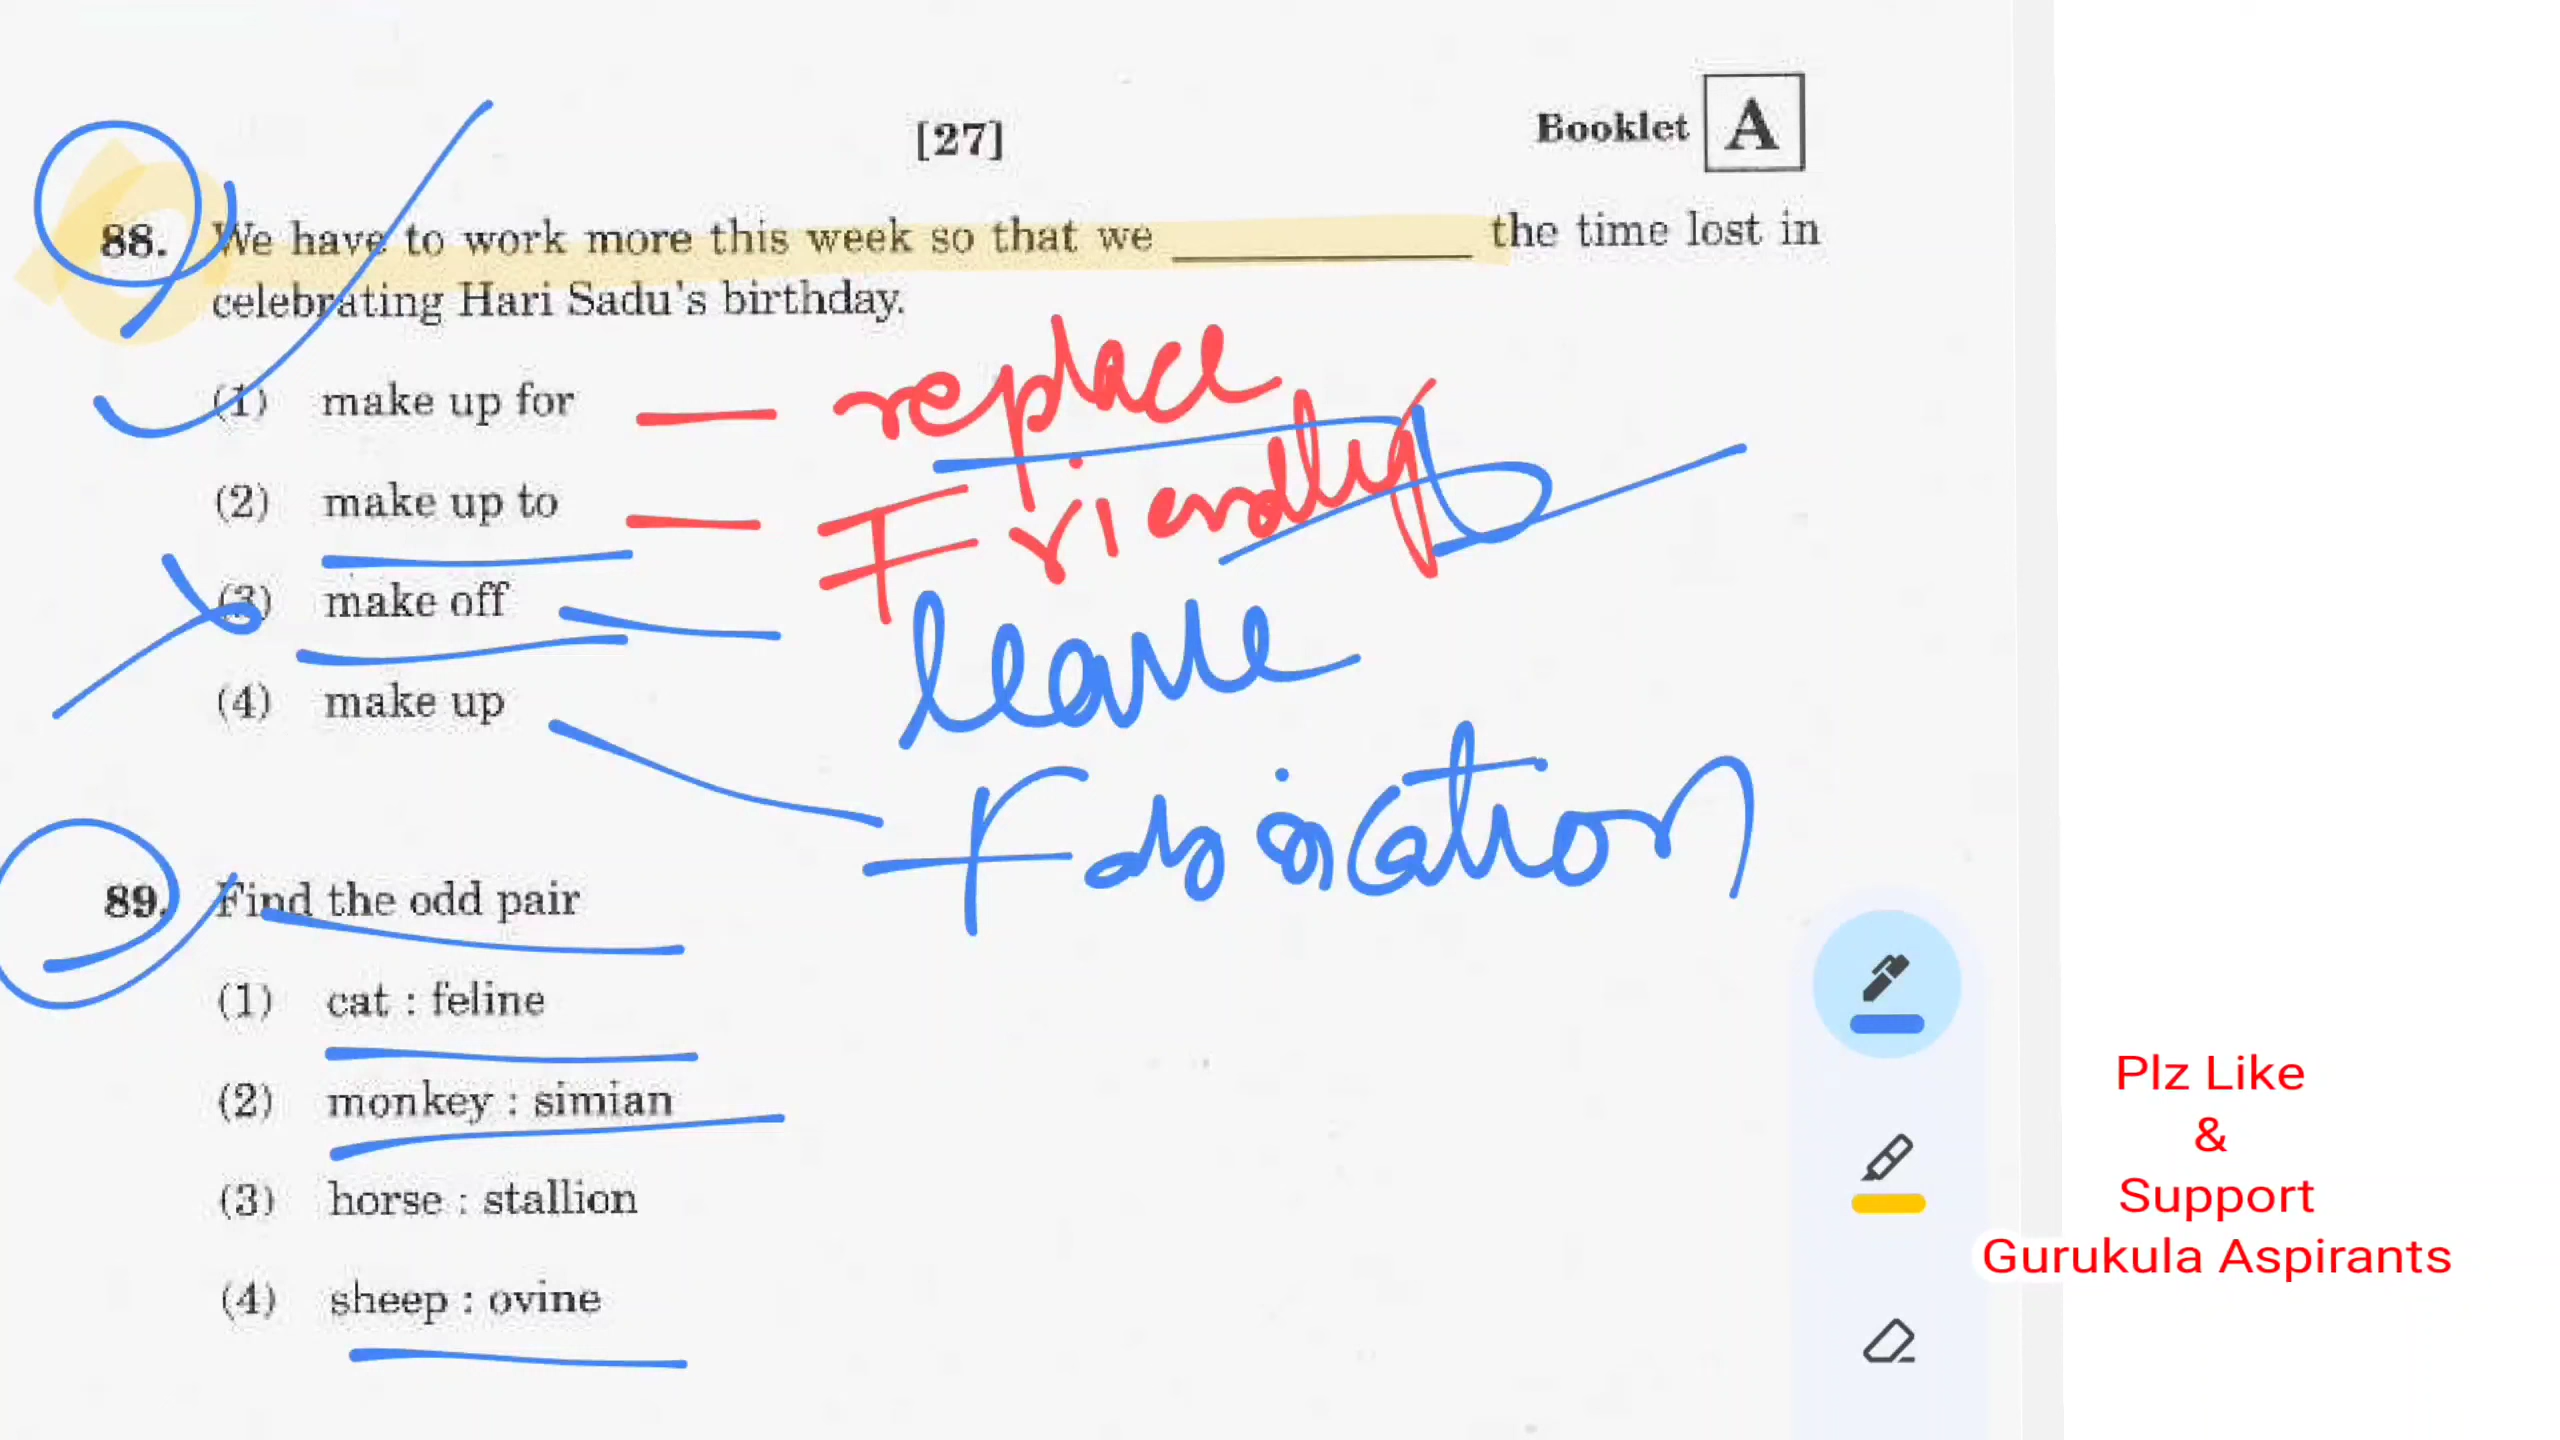 [27]
Booklet A
88. We have to work more this week so that we ____________ the time lost in
celebrating Hari Sadu's birthday.
(1) make up for — replace
(2) make up to — Friendly
(3) make off — leave
(4) make up
89. Find the odd pair
(1) cat : feline
(2) monkey : simian
(3) horse : stallion
(4) sheep : ovine
Plz Like
&
Support
Gurukula Aspirants